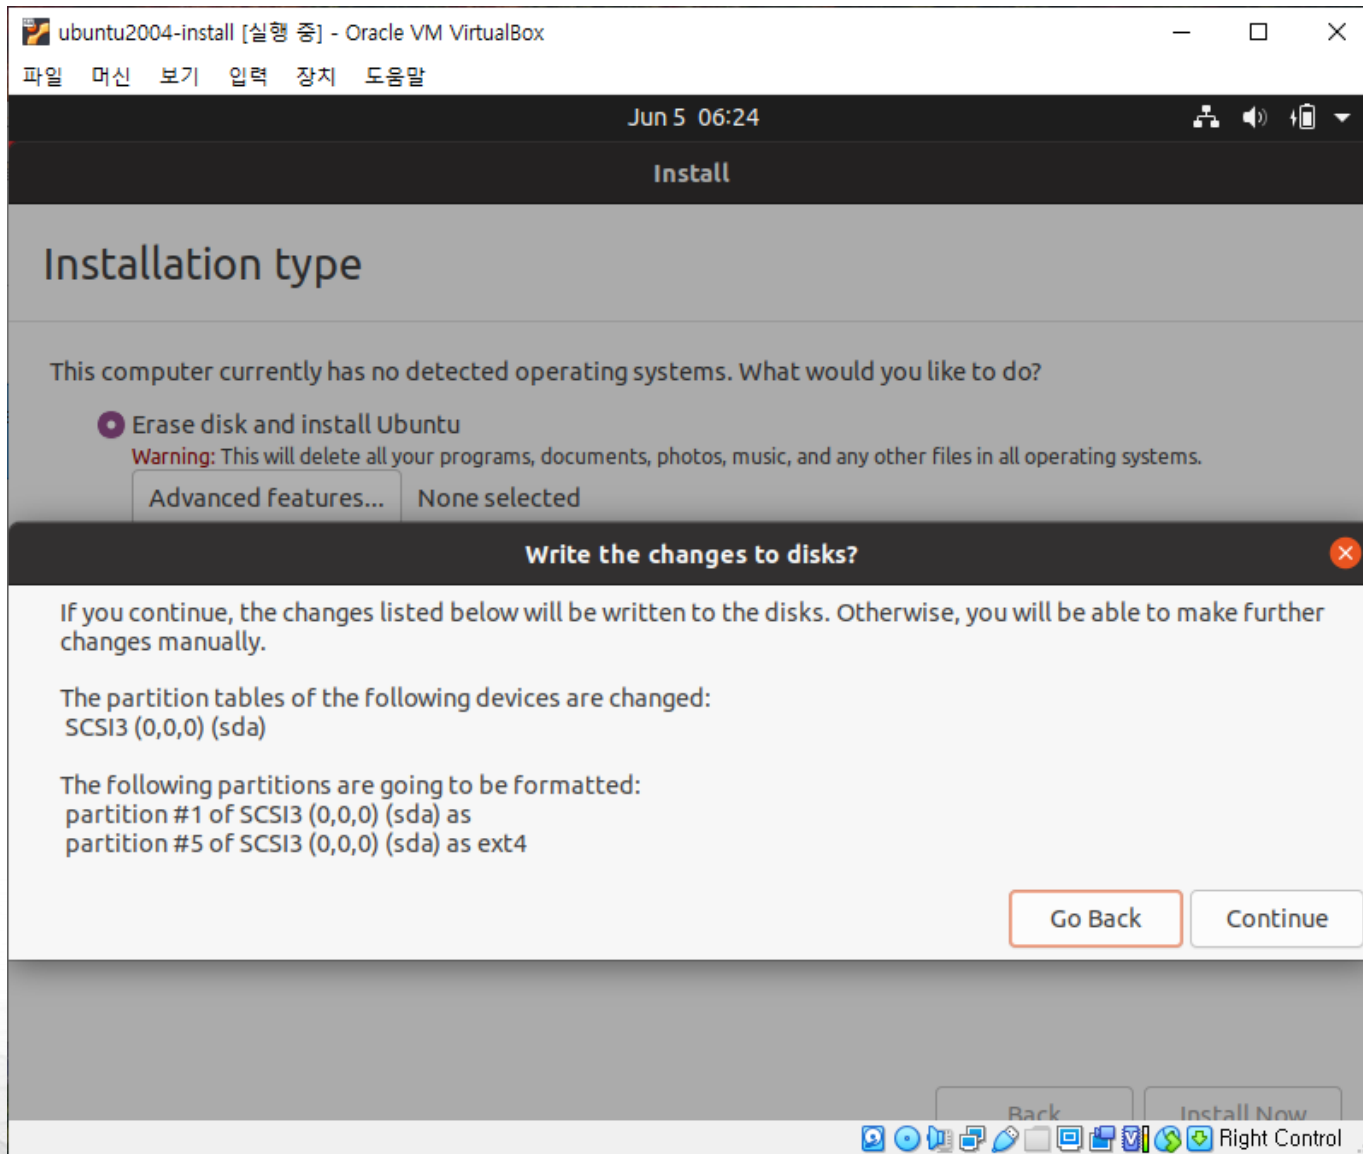 ubuntu2004-install [실행 중] - Oracle VM VirtualBox
파일 머신 보기 입력 장치 도움말
Jun 5 06:24
Install
Installation type
This computer currently has no detected operating systems. What would you like to do?
Erase disk and install Ubuntu
Warning: This will delete all your programs, documents, photos, music, and any other files in all operating systems.
Advanced features... None selected
Write the changes to disks?
If you continue, the changes listed below will be written to the disks. Otherwise, you will be able to make further
changes manually.
The partition tables of the following devices are changed:
SCSI3 (0,0,0) (sda)
The following partitions are going to be formatted:
partition #1 of SCSI3 (0,0,0) (sda) as
partition #5 of SCSI3 (0,0,0) (sda) as ext4
Go Back Continue
Back Install Now
Right Control